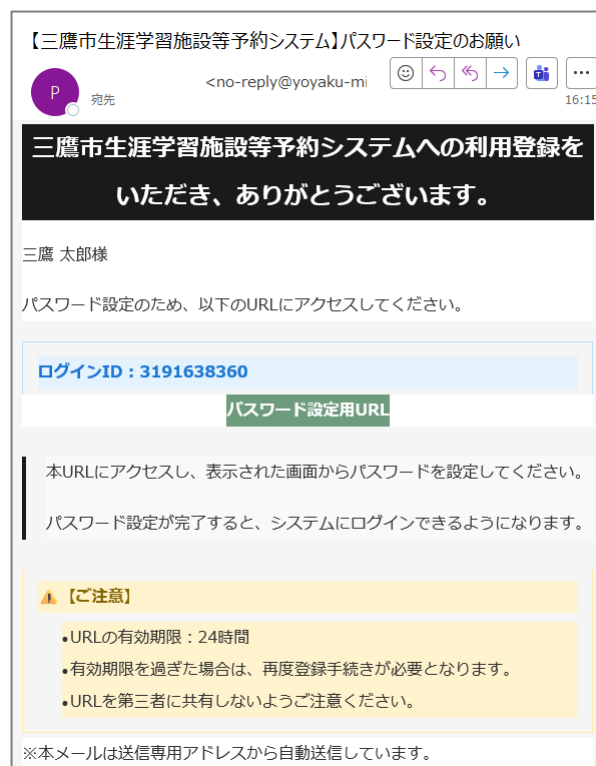 【三鷹市生涯学習施設等予約システム】パスワード設定のお願い
P
<no-reply@yoyaku-mi
宛先
16:15
三鷹市生涯学習施設等予約システムへの利用登録を
いただき、ありがとうございます。
三鷹 太郎様
パスワード設定のため、以下のURLにアクセスしてください。
ログインID：3191638360
パスワード設定用URL
本URLにアクセスし、表示された画面からパスワードを設定してください。
パスワード設定が完了すると、システムにログインできるようになります。
⚠【ご注意】
•URLの有効期限：24時間
•有効期限を過ぎた場合は、再度登録手続きが必要となります。
•URLを第三者に共有しないようご注意ください。
※本メールは送信専用アドレスから自動送信しています。